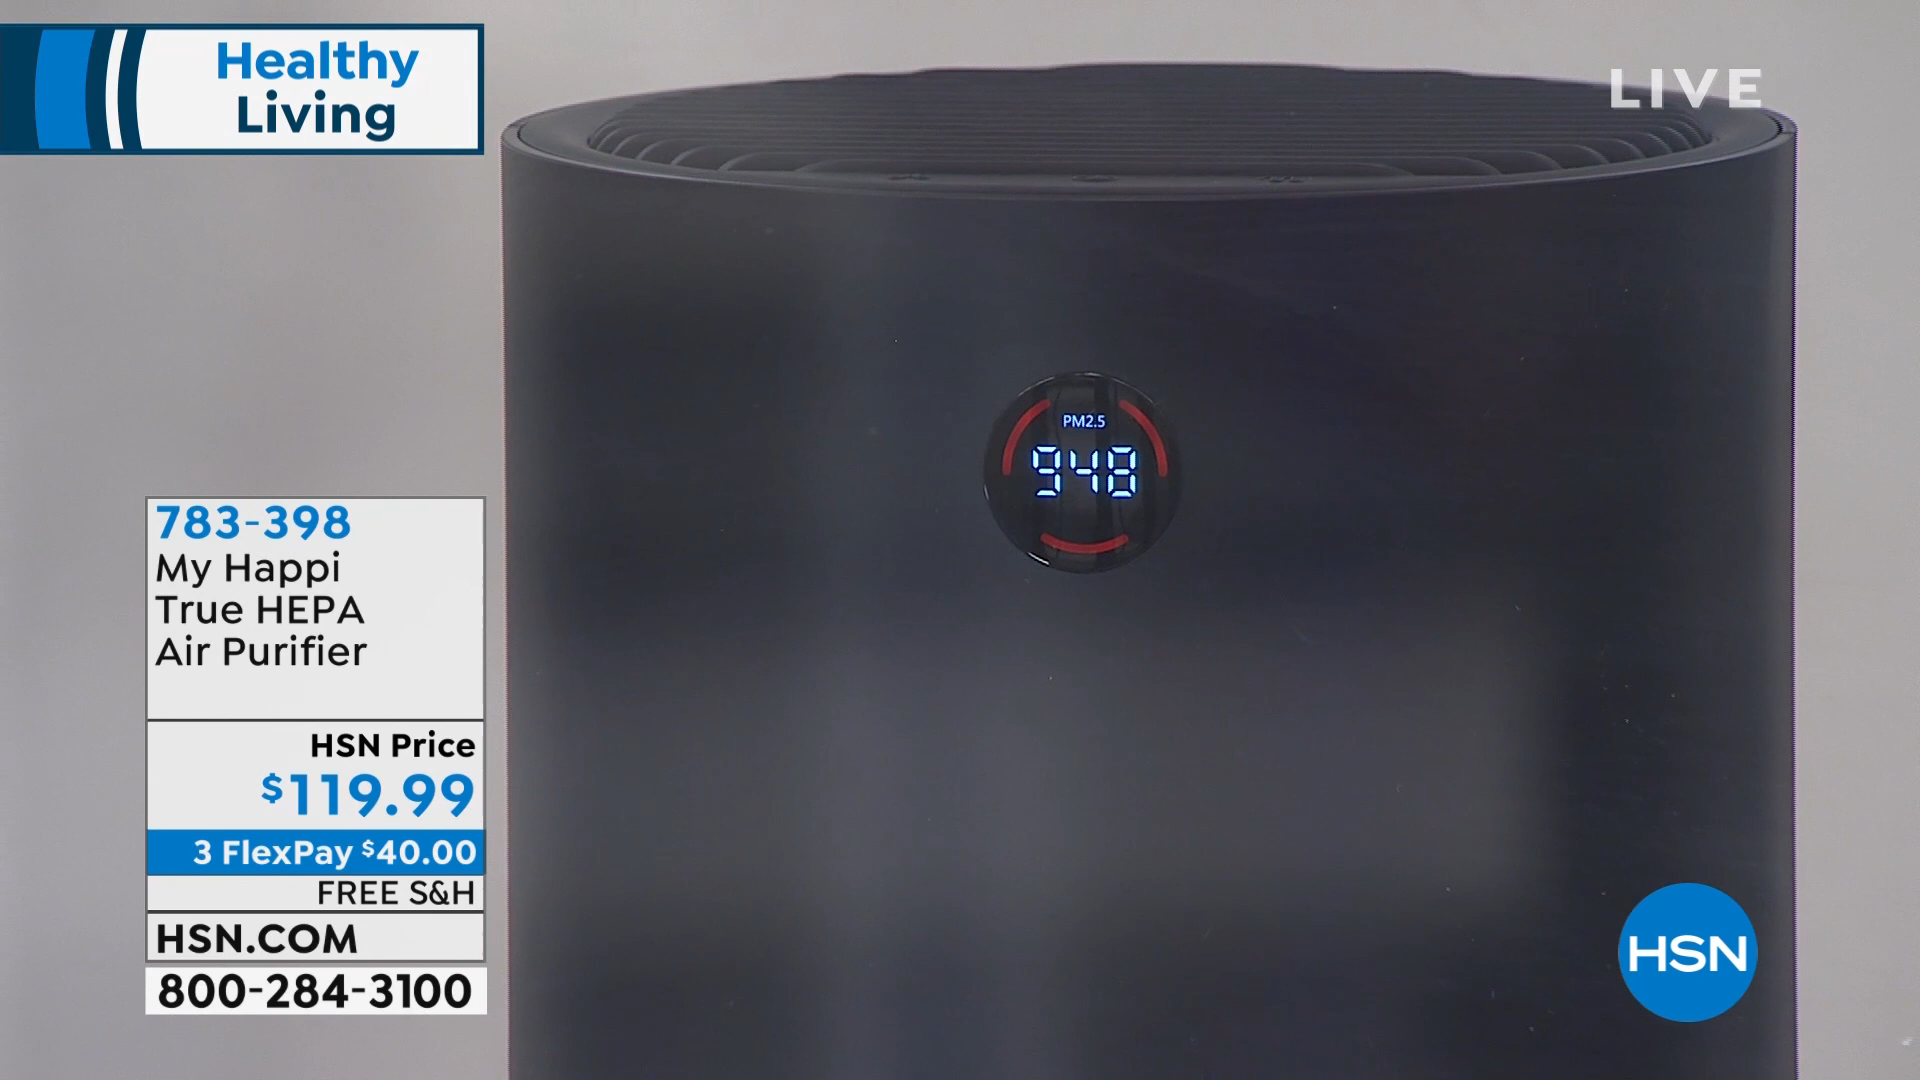 Healthy
Living
LIVE
PM2.5
948
783-398
My Happi
True HEPA
Air Purifier
HSN Price
$119.99
3 FlexPay $40.00
FREE S&H
HSN.COM
800-284-3100
HSN